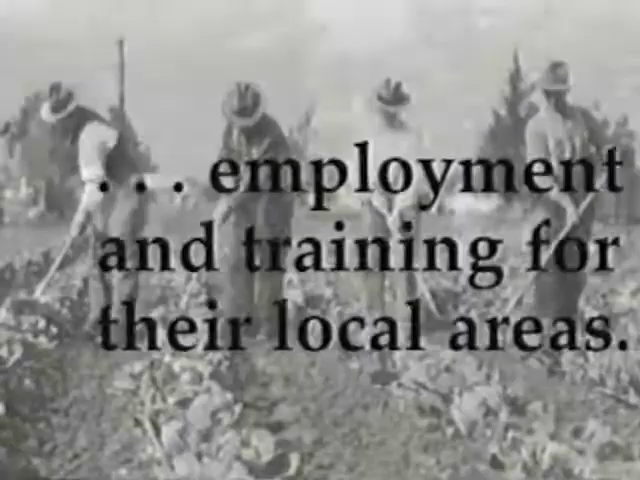 . . . employment
and training for
their local areas.